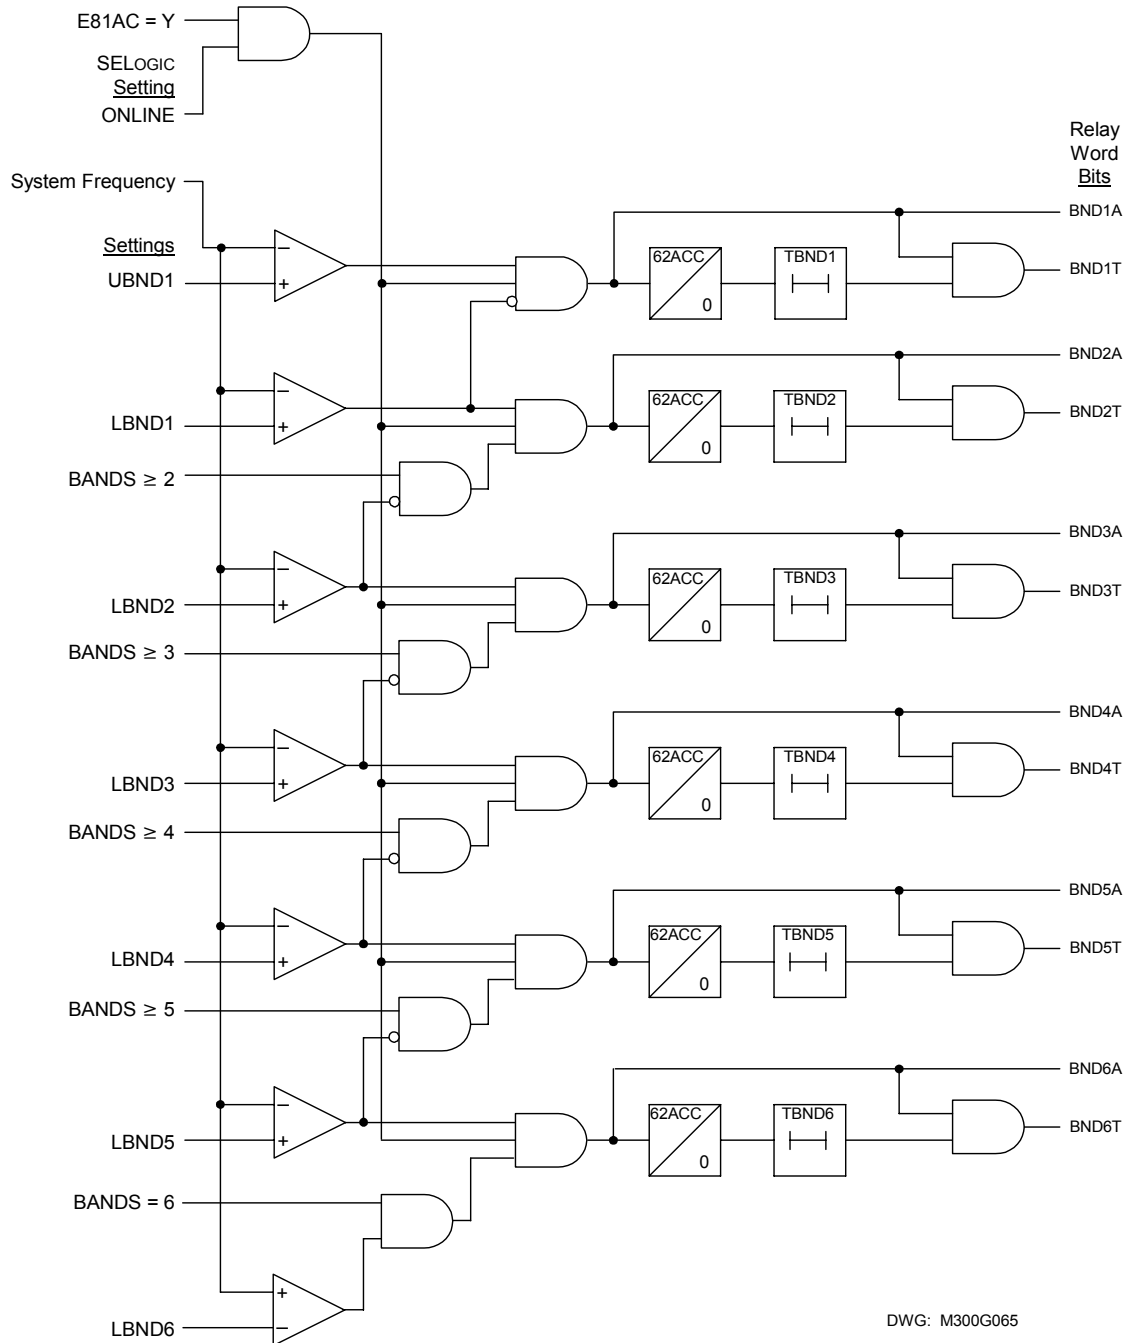 E81AC = Y
SELOGIC
Setting
ONLINE
Relay
Word
Bits
System Frequency
BND1A
Settings
UBND1
−
+
62ACC
0
TBND1
BND1T
BND2A
LBND1
−
+
62ACC
0
TBND2
BND2T
BANDS ≥ 2
BND3A
LBND2
−
+
62ACC
0
TBND3
BND3T
BANDS ≥ 3
BND4A
LBND3
−
+
62ACC
0
TBND4
BND4T
BANDS ≥ 4
BND5A
LBND4
−
+
62ACC
0
TBND5
BND5T
BANDS ≥ 5
BND6A
LBND5
−
+
62ACC
0
TBND6
BND6T
BANDS = 6
+
−
LBND6
DWG: M300G065